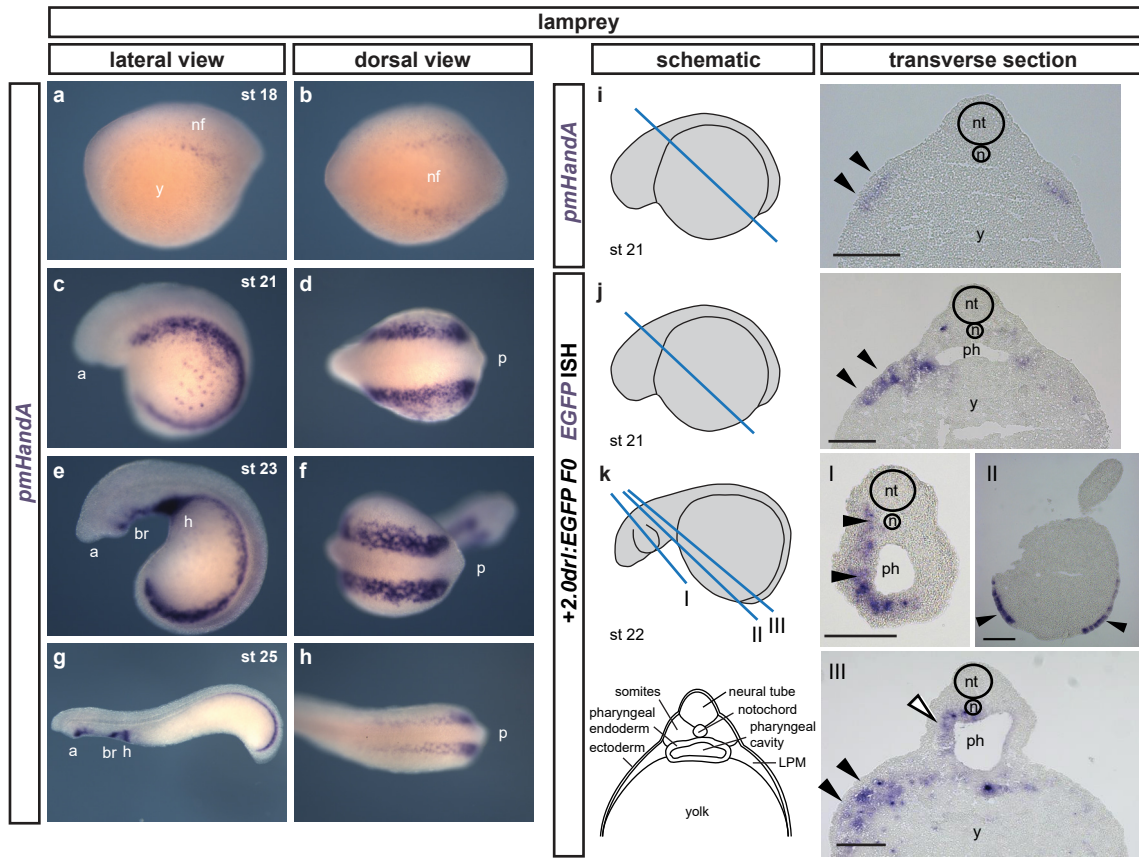 lamprey
lateral view
dorsal view
schematic
transverse section
pmHandA
a
st 18
nf
y
b
nf
c
st 21
a
d
p
e
st 23
a
br
h
f
p
g
st 25
a
br
h
h
p
pmHandA
i
st 21
nt
n
y
+2.0drl:EGFP F0 EGFP ISH
j
st 21
nt
n
ph
y
k
I
II
III
st 22
I
nt
n
ph
II
somites
pharyngeal
endoderm
ectoderm
neural tube
notochord
pharyngeal
cavity
LPM
yolk
III
nt
n
ph
y